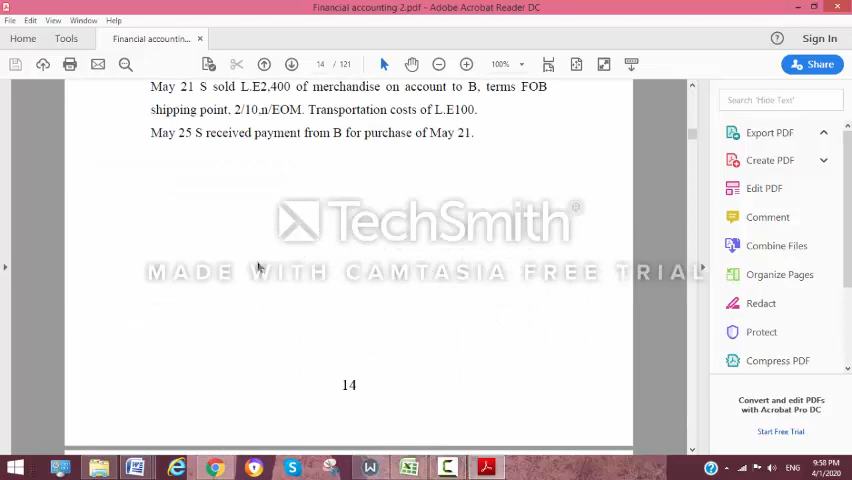 Financial accounting 2.pdf - Adobe Acrobat Reader DC
File Edit View Window Help
Home Tools Financial accountin... × Sign In
14 / 121 100% Share
May 21 S sold L.E2,400 of merchandise on account to B, terms FOB
shipping point, 2/10,n/EOM. Transportation costs of L.E100.
May 25 S received payment from B for purchase of May 21.
TechSmith®
MADE WITH CAMTASIA FREE TRIAL
14
Search 'Hide Text'
Export PDF
Create PDF
Edit PDF
Comment
Combine Files
Organize Pages
Redact
Protect
Compress PDF
Convert and edit PDFs
with Acrobat Pro DC
Start Free Trial
ENG
9:58 PM
4/1/2020